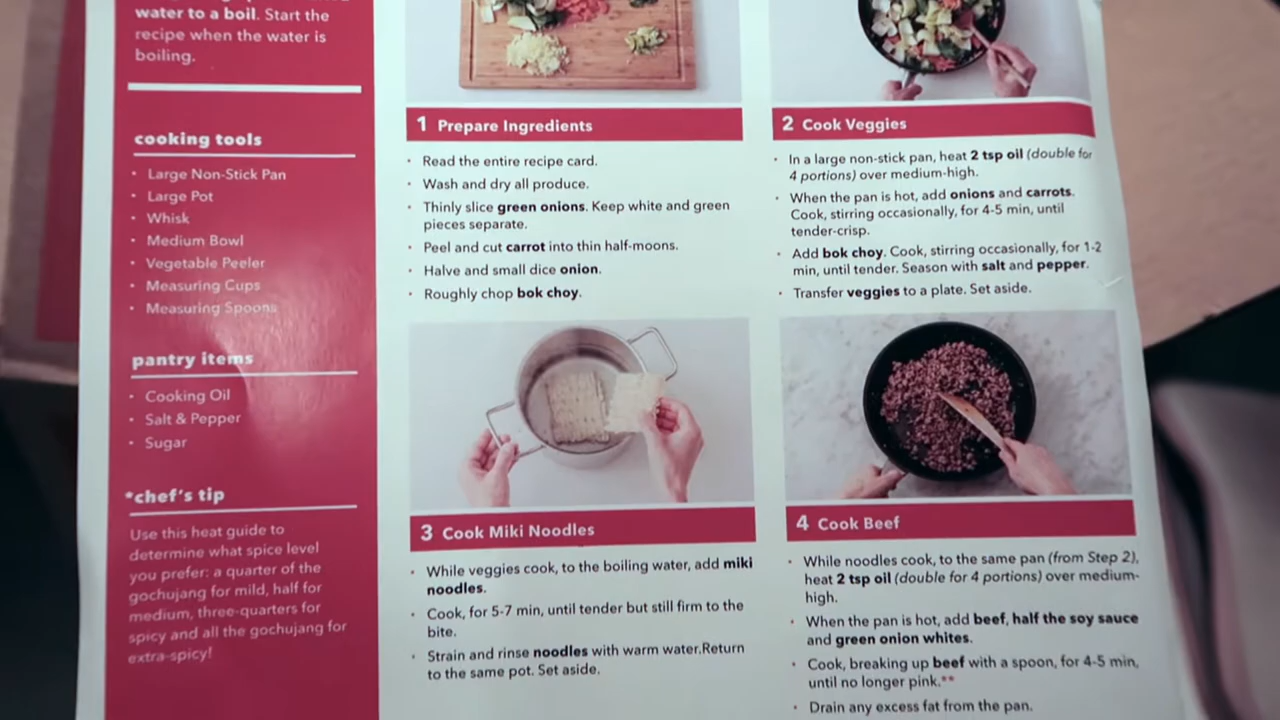 water to a boil. Start the
recipe when the water is
boiling.
cooking tools
• Large Non-Stick Pan
• Large Pot
• Whisk
• Medium Bowl
• Vegetable Peeler
• Measuring Cups
• Measuring Spoons
pantry items
• Cooking Oil
• Salt & Pepper
• Sugar
*chef's tip
Use this heat guide to
determine what spice level
you prefer: a quarter of the
gochujang for mild, half for
medium, three-quarters for
spicy and all the gochujang for
extra-spicy!
1 Prepare Ingredients
• Read the entire recipe card.
• Wash and dry all produce.
• Thinly slice green onions. Keep white and green
pieces separate.
• Peel and cut carrot into thin half-moons.
• Halve and small dice onion.
• Roughly chop bok choy.
2 Cook Veggies
• In a large non-stick pan, heat 2 tsp oil (double for
4 portions) over medium-high.
• When the pan is hot, add onions and carrots.
Cook, stirring occasionally, for 4-5 min, until
tender-crisp.
• Add bok choy. Cook, stirring occasionally, for 1-2
min, until tender. Season with salt and pepper.
• Transfer veggies to a plate. Set aside.
3 Cook Miki Noodles
• While veggies cook, to the boiling water, add miki
noodles.
• Cook, for 5-7 min, until tender but still firm to the
bite.
• Strain and rinse noodles with warm water.Return
to the same pot. Set aside.
4 Cook Beef
• While noodles cook, to the same pan (from Step 2),
heat 2 tsp oil (double for 4 portions) over medium-
high.
• When the pan is hot, add beef, half the soy sauce
and green onion whites.
• Cook, breaking up beef with a spoon, for 4-5 min,
until no longer pink.**
• Drain any excess fat from the pan.